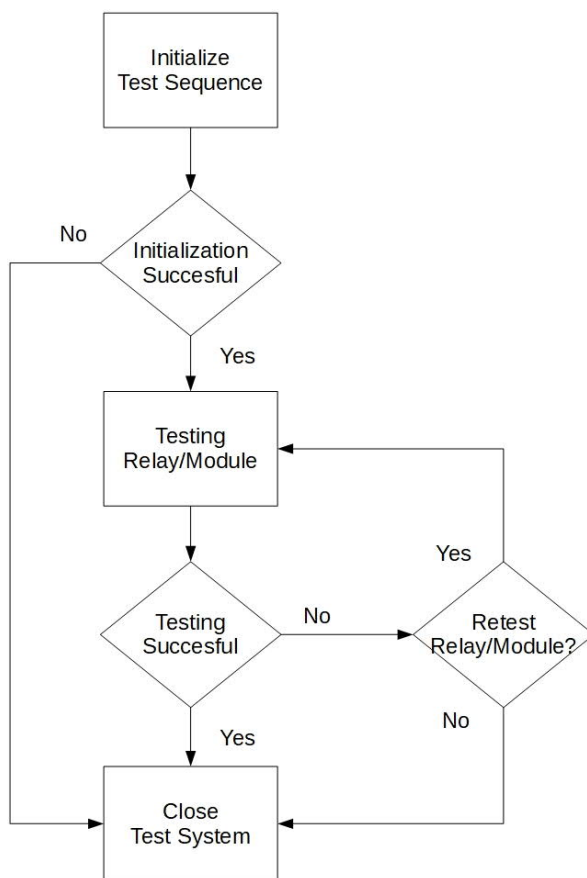 Initialize
Test Sequence
No
Initialization
Succesful
Yes
Testing
Relay/Module
Yes
Testing
Succesful
No
Retest
Relay/Module?
No
Yes
Close
Test System